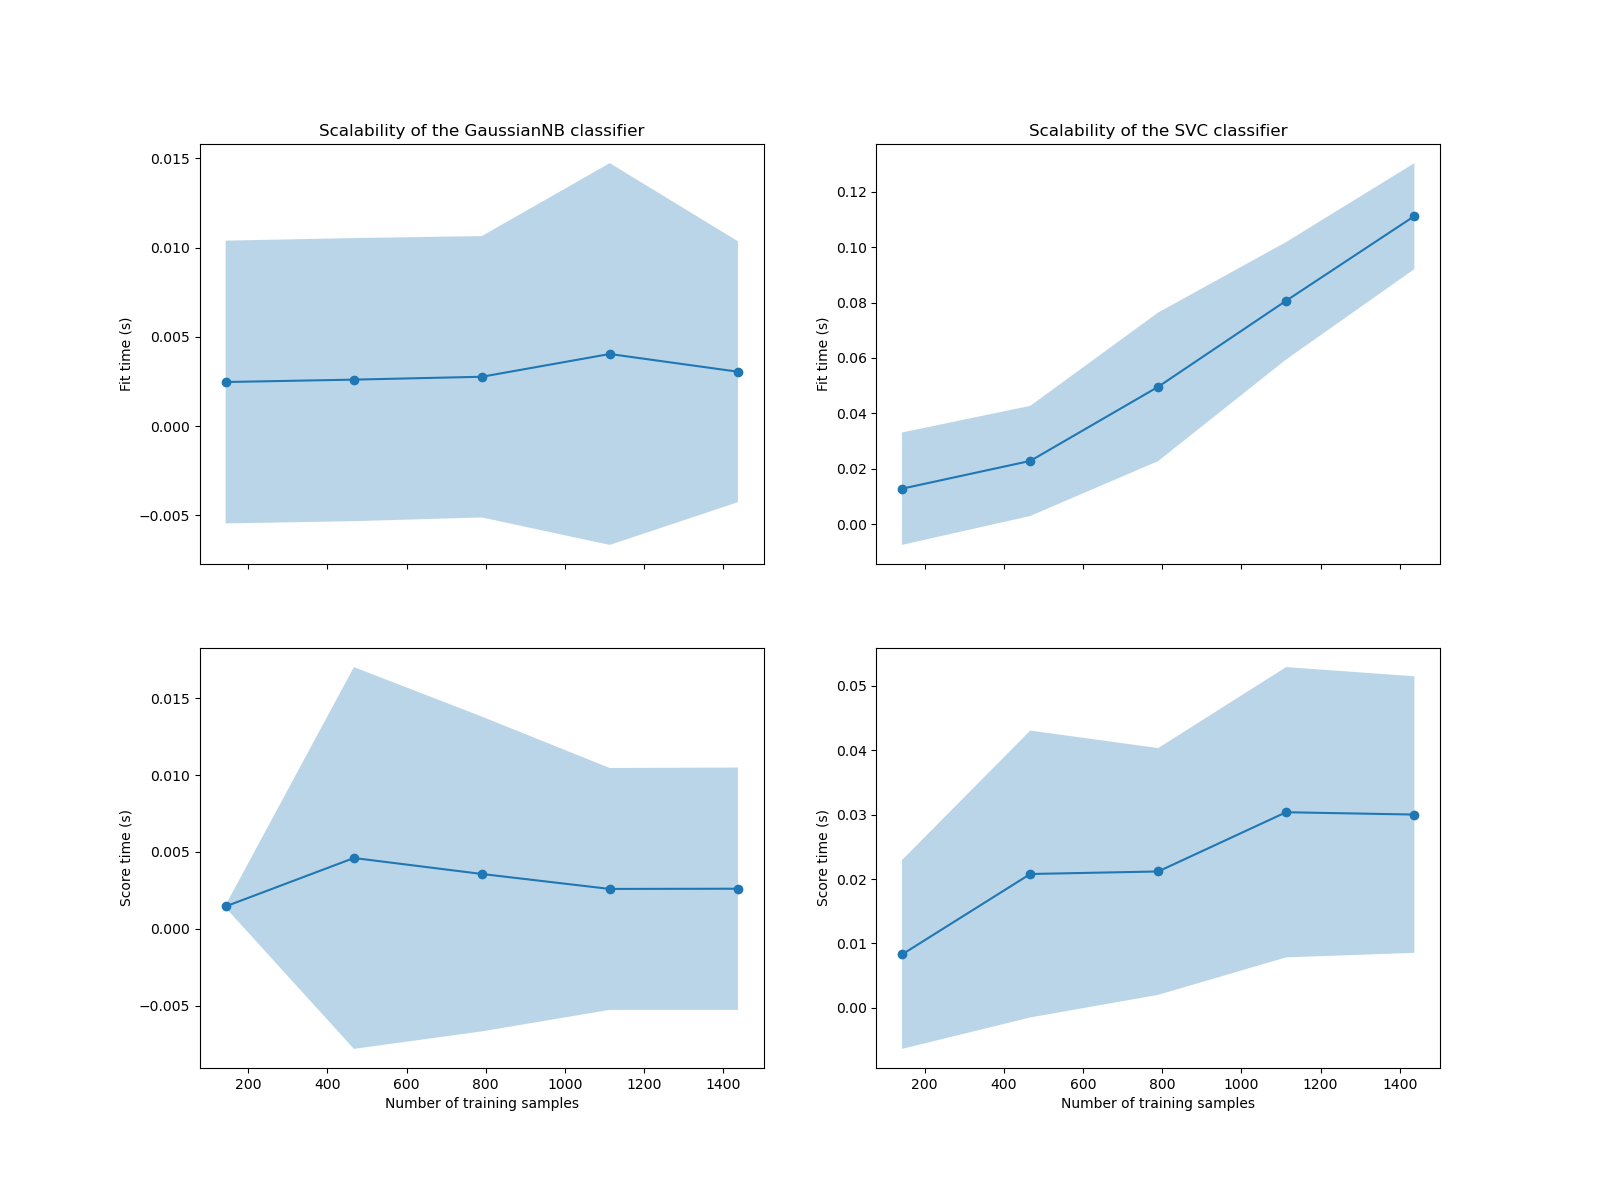 Scalability of the GaussianNB classifier
0.015
0.010
0.005
0.000
−0.005
Fit time (s)
Scalability of the SVC classifier
0.12
0.10
0.08
0.06
0.04
0.02
0.00
Fit time (s)
0.015
0.010
0.005
0.000
−0.005
Score time (s)
200 400 600 800 1000 1200 1400
Number of training samples
0.05
0.04
0.03
0.02
0.01
0.00
Score time (s)
200 400 600 800 1000 1200 1400
Number of training samples